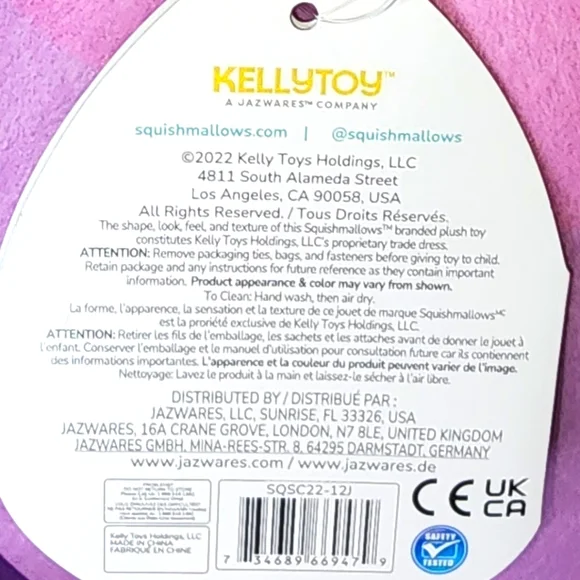 KELLYTOY™
A JAZWARES™ COMPANY
squishmallows.com | @squishmallows
©2022 Kelly Toys Holdings, LLC
4811 South Alameda Street
Los Angeles, CA 90058, USA
All Rights Reserved. / Tous Droits Réservés.
The shape, look, feel, and texture of this Squishmallows™ branded plush toy
constitutes Kelly Toys Holdings, LLC's proprietary trade dress.
ATTENTION: Remove packaging ties, bags, and fasteners before giving toy to child.
Retain package and any instructions for future reference as they contain important
information. Product appearance & color may vary from shown.
To Clean: Hand wash, then air dry.
La forme, l'apparence, la sensation et la texture de ce jouet de marque Squishmallows MC
est la proriété exclusive de Kelly Toys Holdings, LLC.
ATTENTION: Retirer les fils de l'emballage, les sachets et les attaches avant de donner le jouet à
l'enfant. Conserver l'emballage et le manuel d'utilisation pour consultation future car ils contiennent
des informations importantes. L'apparence et la couleur du produit peuvent varier de l'image.
Nettoyage: Lavez le produit à la main et laissez-le sécher à l'air libre.
DISTRIBUTED BY / DISTRIBUÉ PAR :
JAZWARES, LLC, SUNRISE, FL 33326, USA
JAZWARES, 16A CRANE GROVE, LONDON, N7 8LE, UNITED KINGDOM
JAZWARES GMBH, MINA-REES-STR. 8, 64295 DARMSTADT, GERMANY
www.jazwares.com / www.jazwares.de
PROBLEMS?
DO NOT RETURN TO STORE
Kelly Toys Holdings, LLC
MADE IN CHINA
FABRIQUÉ EN CHINE
SQSC22-12J
7 34689 66947 9
CE UK
CA
SAFETY
TESTED